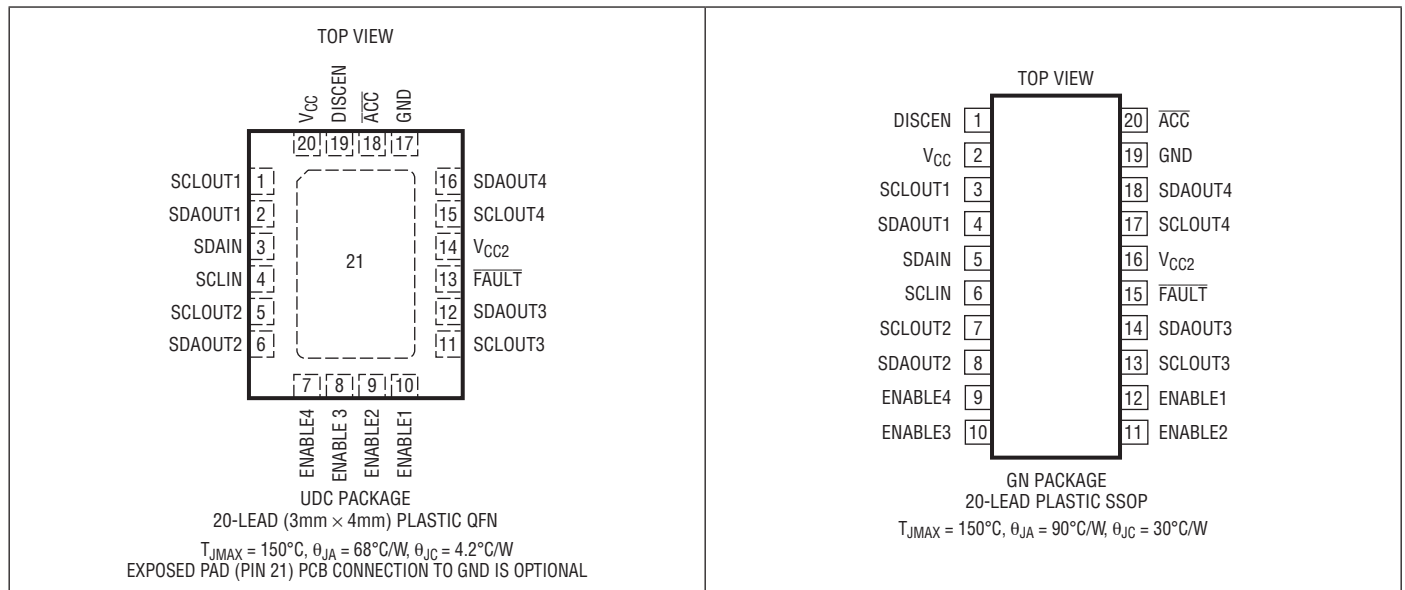 TOP VIEW
VCC
DISCEN
ACC
GND
20 19 18 17
SCLOUT1 1
SDAOUT1 2
SDAIN 3
SCLIN 4
SCLOUT2 5
SDAOUT2 6
21
16 SDAOUT4
15 SCLOUT4
14 VCC2
13 FAULT
12 SDAOUT3
11 SCLOUT3
7 8 9 10
ENABLE4
ENABLE 3
ENABLE2
ENABLE1
UDC PACKAGE
20-LEAD (3mm × 4mm) PLASTIC QFN
TJMAX = 150°C, θJA = 68°C/W, θJC = 4.2°C/W
EXPOSED PAD (PIN 21) PCB CONNECTION TO GND IS OPTIONAL
TOP VIEW
DISCEN 1
VCC 2
SCLOUT1 3
SDAOUT1 4
SDAIN 5
SCLIN 6
SCLOUT2 7
SDAOUT2 8
ENABLE4 9
ENABLE3 10
20 ACC
19 GND
18 SDAOUT4
17 SCLOUT4
16 VCC2
15 FAULT
14 SDAOUT3
13 SCLOUT3
12 ENABLE1
11 ENABLE2
GN PACKAGE
20-LEAD PLASTIC SSOP
TJMAX = 150°C, θJA = 90°C/W, θJC = 30°C/W